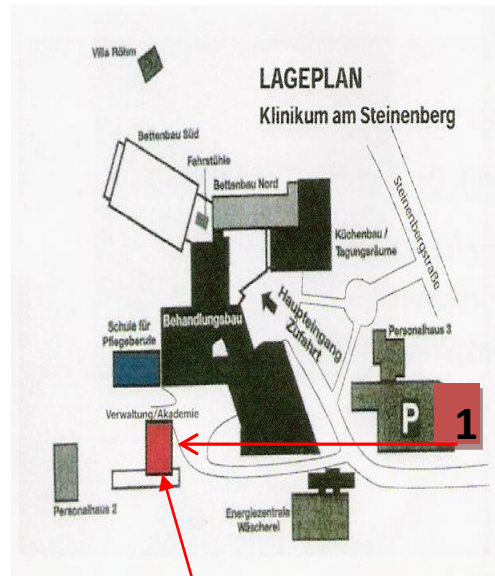 Villa Röhm
LAGEPLAN
Klinikum am Steinenberg
Bettenbau Süd
Fahrstühle
Bettenbau Nord
Steinenbergstraße
Küchenbau /
Tagungsräume
Haupteingang
Zufahrt
Behandlungsbau
Schule für
Pflegeberufe
Personalhaus 3
P
1
Verwaltung/Akademie
Personalhaus 2
Energiezentrale
Wäscherei